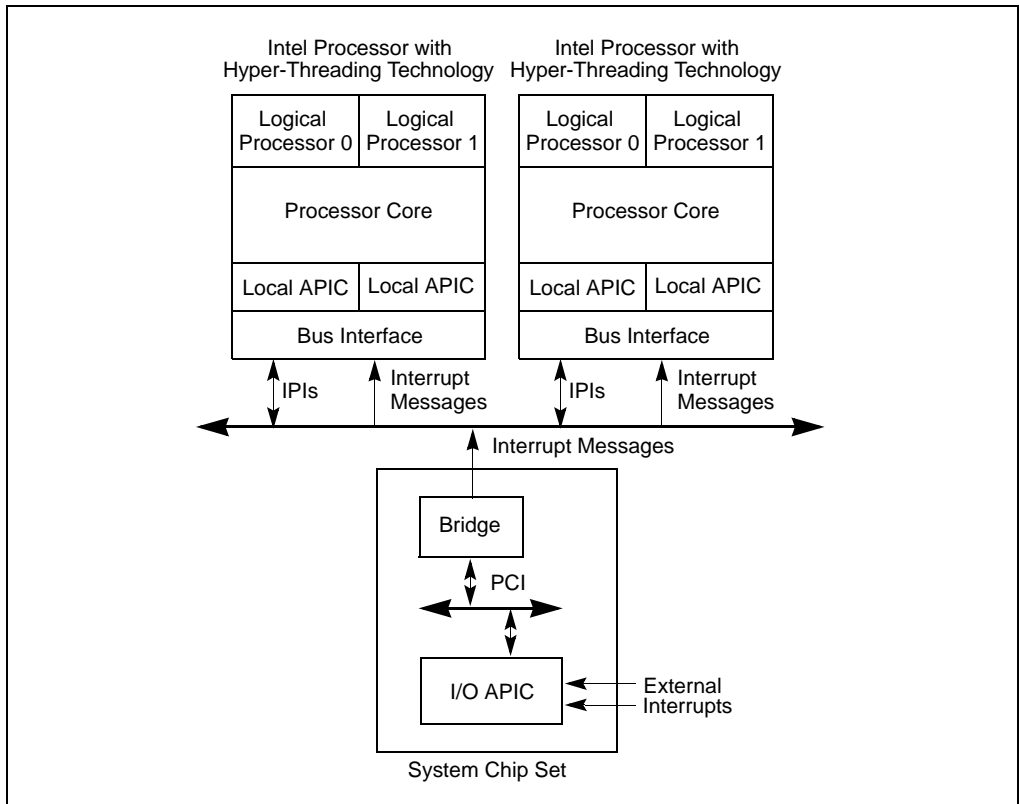 Intel Processor with
Hyper-Threading Technology
Intel Processor with
Hyper-Threading Technology
Logical
Processor 0
Logical
Processor 1
Logical
Processor 0
Logical
Processor 1
Processor Core
Processor Core
Local APIC
Local APIC
Local APIC
Local APIC
Bus Interface
Bus Interface
IPIs
Interrupt
Messages
IPIs
Interrupt
Messages
Interrupt Messages
Bridge
PCI
I/O APIC
External
Interrupts
System Chip Set